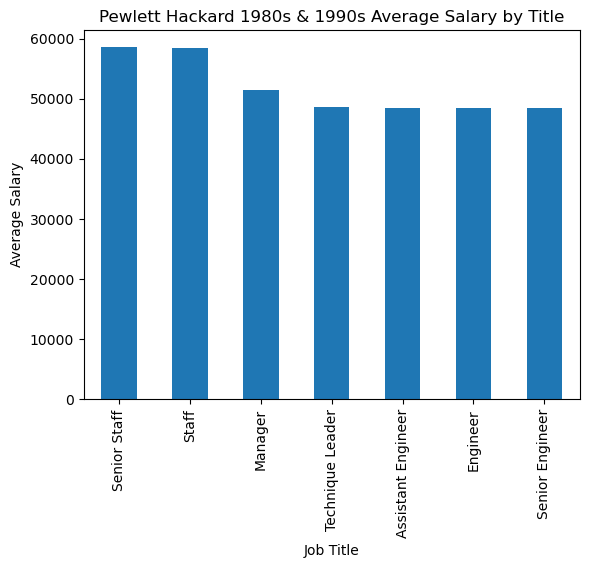 Pewlett Hackard 1980s & 1990s Average Salary by Title
60000
50000
40000
30000
20000
10000
0
Average Salary
Senior Staff
Staff
Manager
Technique Leader
Assistant Engineer
Engineer
Senior Engineer
Job Title